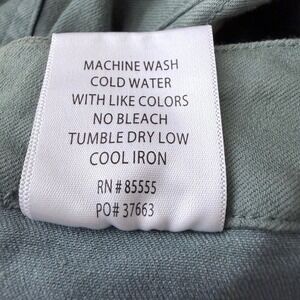 MACHINE WASH
COLD WATER
WITH LIKE COLORS
NO BLEACH
TUMBLE DRY LOW
COOL IRON
RN # 85555
PO# 37663